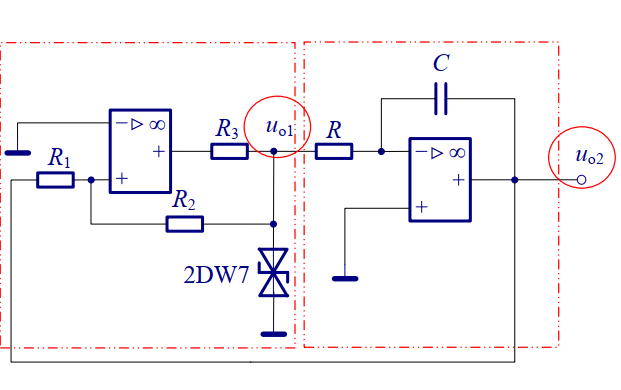 C
− ▷ ∞
+
+
R3
uo1
R
− ▷ ∞
+
+
uo2
R1
R2
2DW7